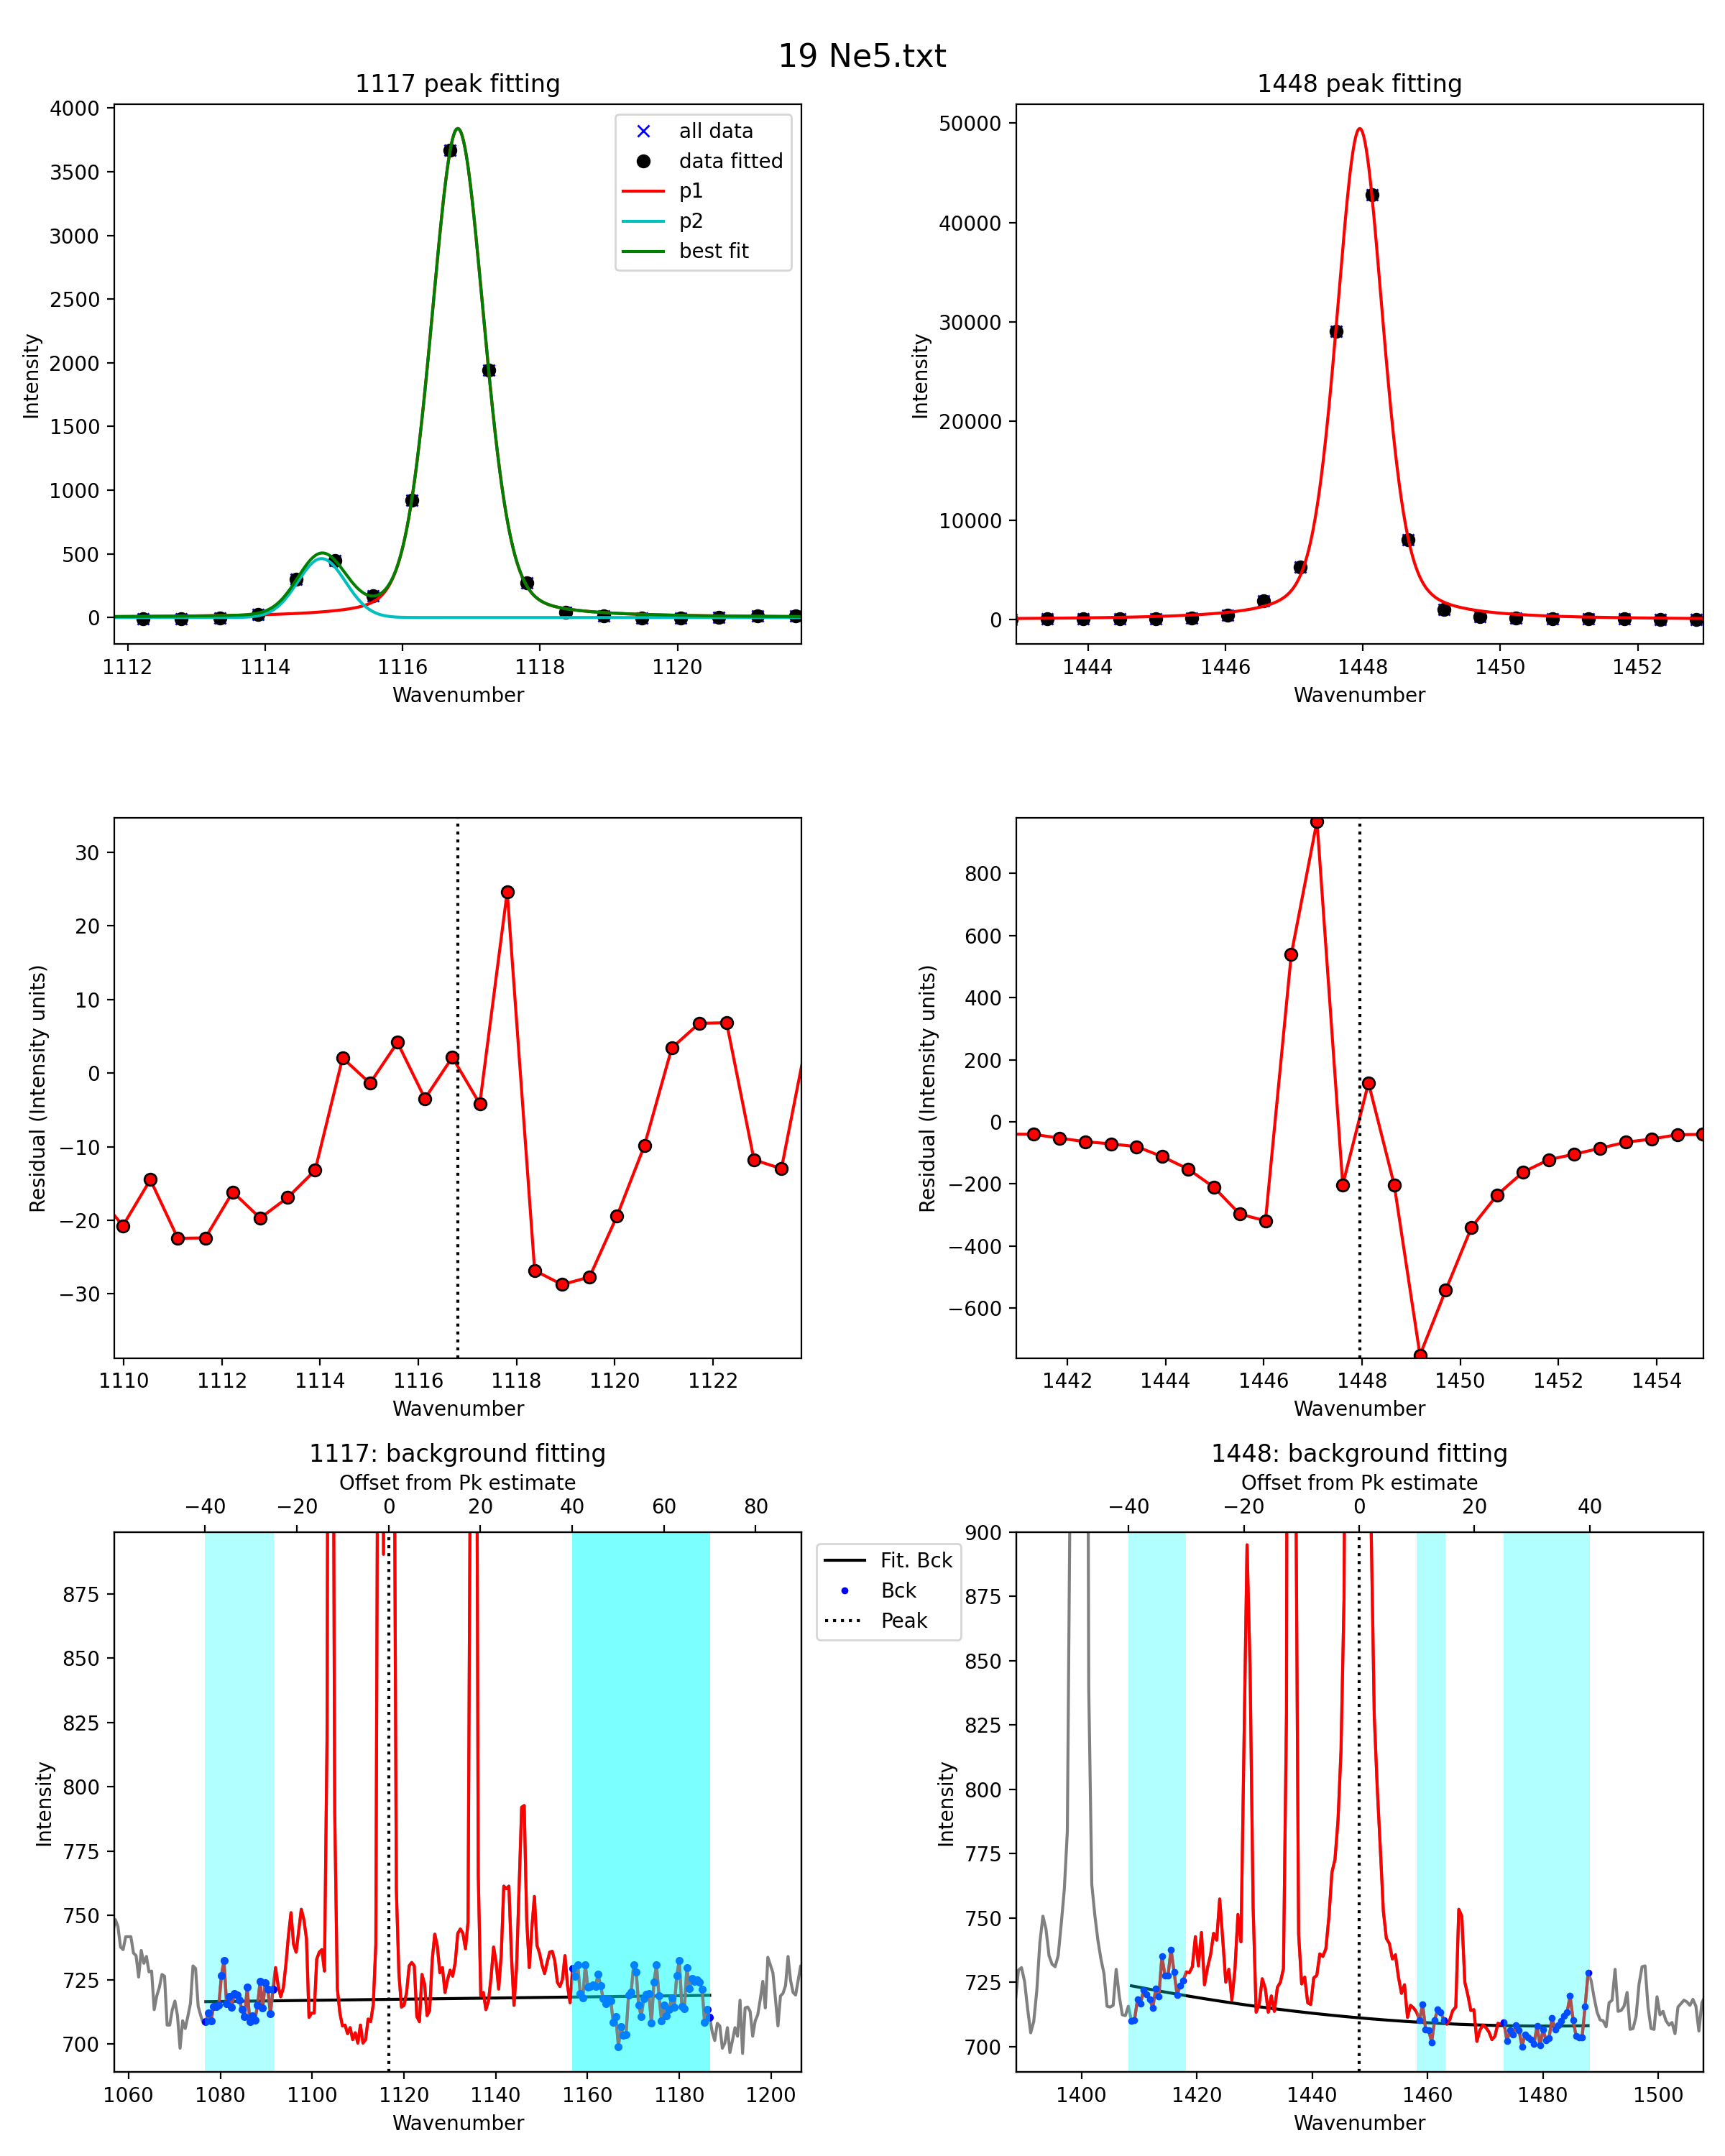 19 Ne5.txt
1117 peak fitting
4000
3500
3000
2500
2000
1500
1000
500
0
Intensity
all data
data fitted
p1
p2
best fit
1112 1114 1116 1118 1120
Wavenumber
1448 peak fitting
50000
40000
30000
20000
10000
0
Intensity
1444 1446 1448 1450 1452
Wavenumber
30
20
10
0
−10
−20
−30
Residual (Intensity units)
1110 1112 1114 1116 1118 1120 1122
Wavenumber
800
600
400
200
0
−200
−400
−600
Residual (Intensity units)
1442 1444 1446 1448 1450 1452 1454
Wavenumber
1117: background fitting
Offset from Pk estimate
−40 −20 0 20 40 60 80
875
850
825
800
775
750
725
700
Intensity
1060 1080 1100 1120 1140 1160 1180 1200
Wavenumber
Fit. Bck
Bck
Peak
1448: background fitting
Offset from Pk estimate
−40 −20 0 20 40
900
875
850
825
800
775
750
725
700
Intensity
1400 1420 1440 1460 1480 1500
Wavenumber